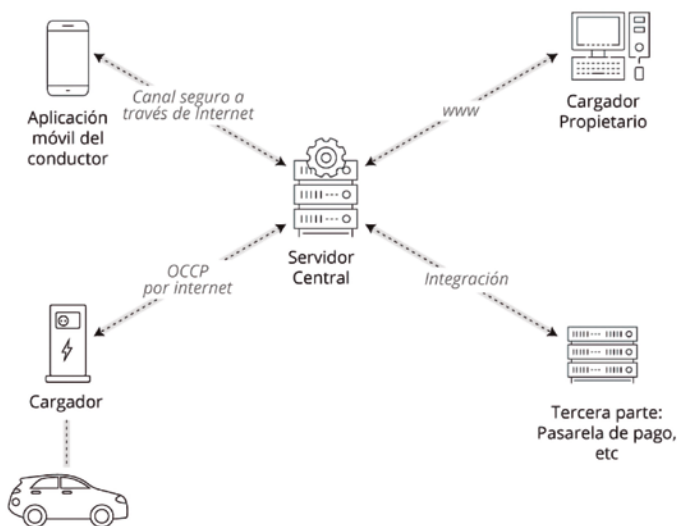 Aplicación
móvil del
conductor
Canal seguro a
través de Internet
www
Cargador
Propietario
Servidor
Central
OCCP
por internet
Integración
Cargador
Tercera parte:
Pasarela de pago,
etc